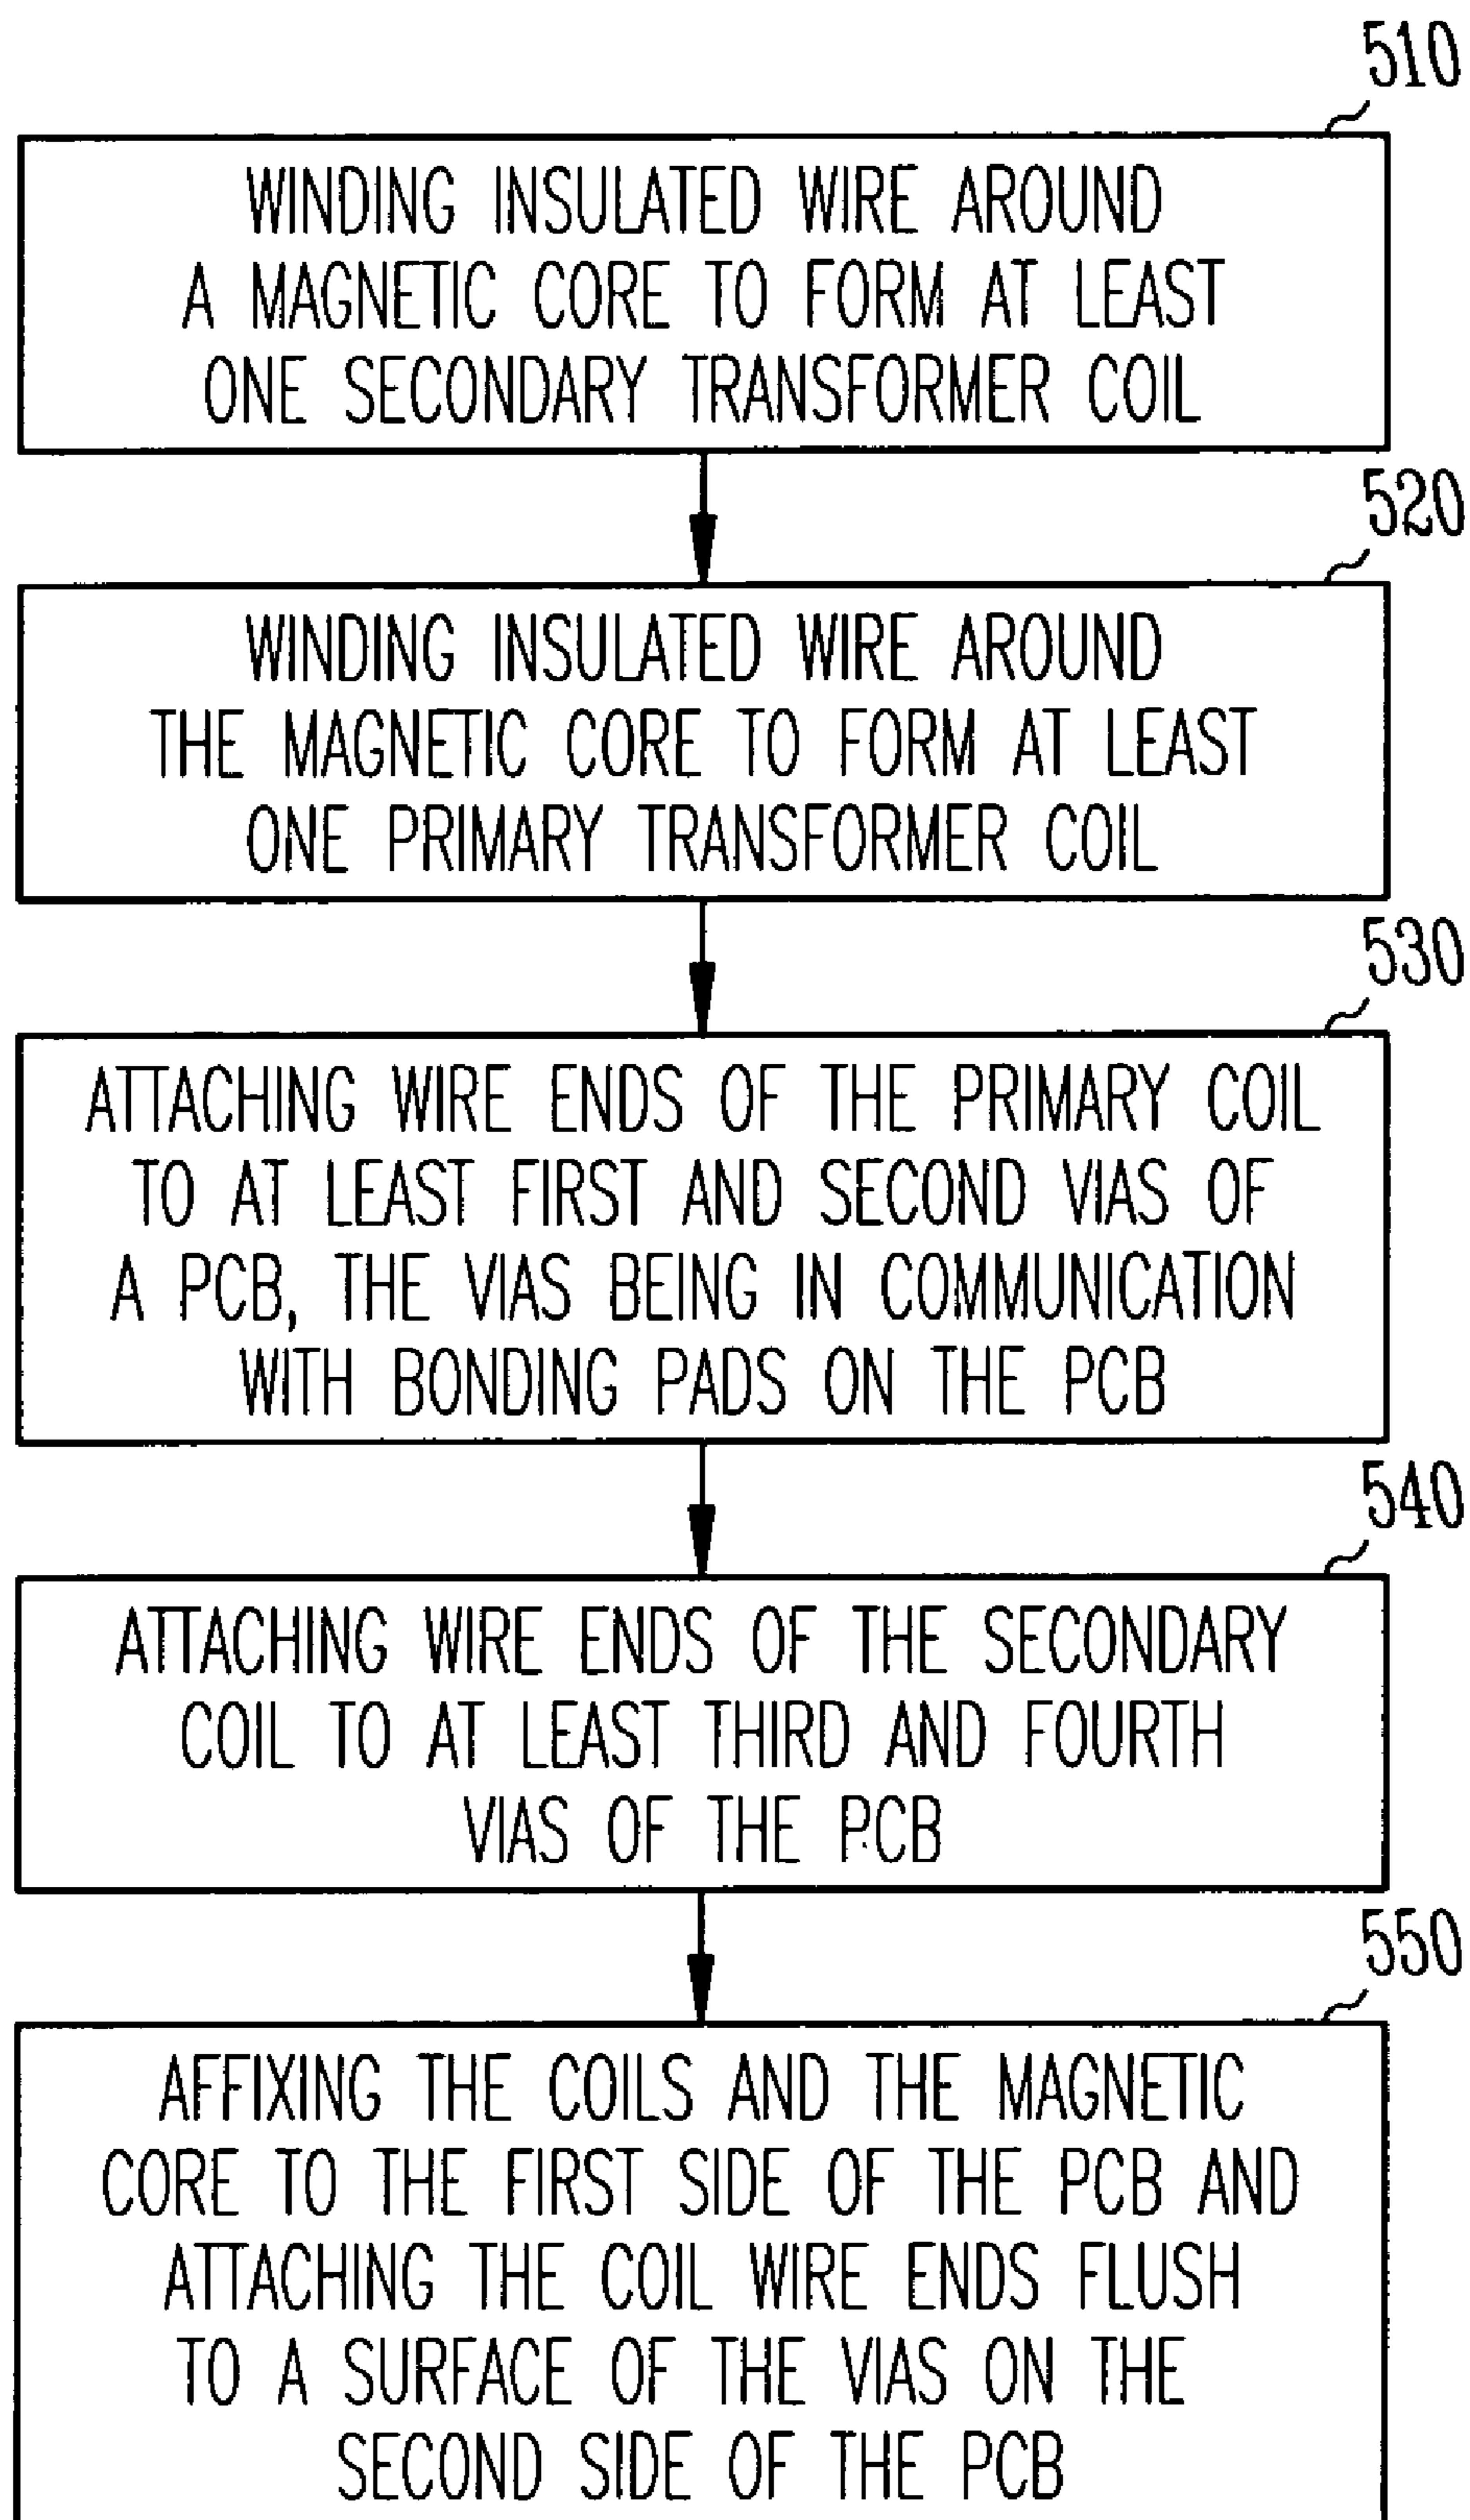 510
WINDING INSULATED WIRE AROUND
A MAGNETIC CORE TO FORM AT LEAST
ONE SECONDARY TRANSFORMER COIL
520
WINDING INSULATED WIRE AROUND
THE MAGNETIC CORE TO FORM AT LEAST
ONE PRIMARY TRANSFORMER COIL
530
ATTACHING WIRE ENDS OF THE PRIMARY COIL
TO AT LEAST FIRST AND SECOND VIAS OF
A PCB, THE VIAS BEING IN COMMUNICATION
WITH BONDING PADS ON THE PCB
540
ATTACHING WIRE ENDS OF THE SECONDARY
COIL TO AT LEAST THIRD AND FOURTH
VIAS OF THE PCB
550
AFFIXING THE COILS AND THE MAGNETIC
CORE TO THE FIRST SIDE OF THE PCB AND
ATTACHING THE COIL WIRE ENDS FLUSH
TO A SURFACE OF THE VIAS ON THE
SECOND SIDE OF THE PCB